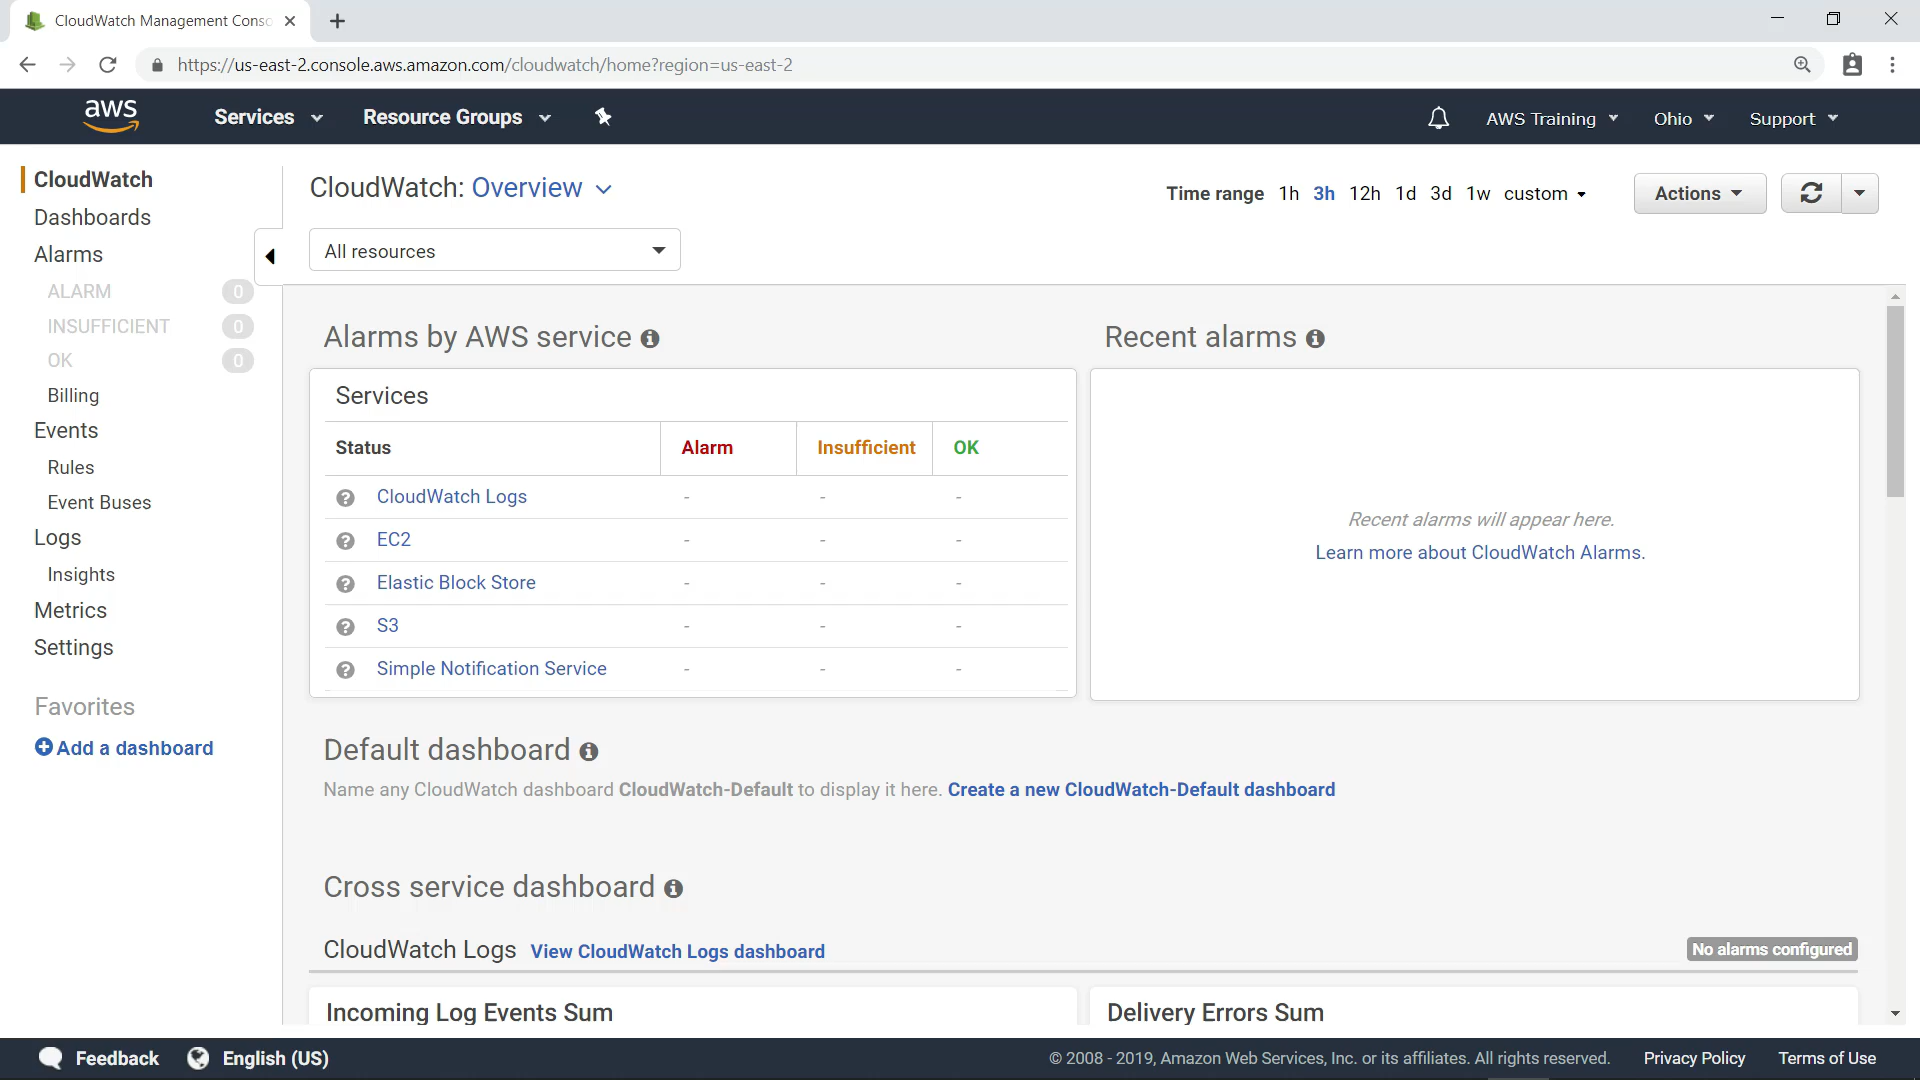 CloudWatch Management Conso
https://us-east-2.console.aws.amazon.com/cloudwatch/home?region=us-east-2
aws
Services
Resource Groups
AWS Training
Ohio
Support
CloudWatch
Dashboards
Alarms
ALARM 0
INSUFFICIENT 0
OK 0
Billing
Events
Rules
Event Buses
Logs
Insights
Metrics
Settings
Favorites
Add a dashboard
CloudWatch: Overview
Time range 1h 3h 12h 1d 3d 1w custom
Actions
All resources
Alarms by AWS service
Services
Status Alarm Insufficient OK
CloudWatch Logs - - -
EC2 - - -
Elastic Block Store - - -
S3 - - -
Simple Notification Service - - -
Recent alarms
Recent alarms will appear here.
Learn more about CloudWatch Alarms.
Default dashboard
Name any CloudWatch dashboard CloudWatch-Default to display it here. Create a new CloudWatch-Default dashboard
Cross service dashboard
CloudWatch Logs View CloudWatch Logs dashboard
No alarms configured
Incoming Log Events Sum
Delivery Errors Sum
Feedback
English (US)
© 2008 - 2019, Amazon Web Services, Inc. or its affiliates. All rights reserved.
Privacy Policy
Terms of Use